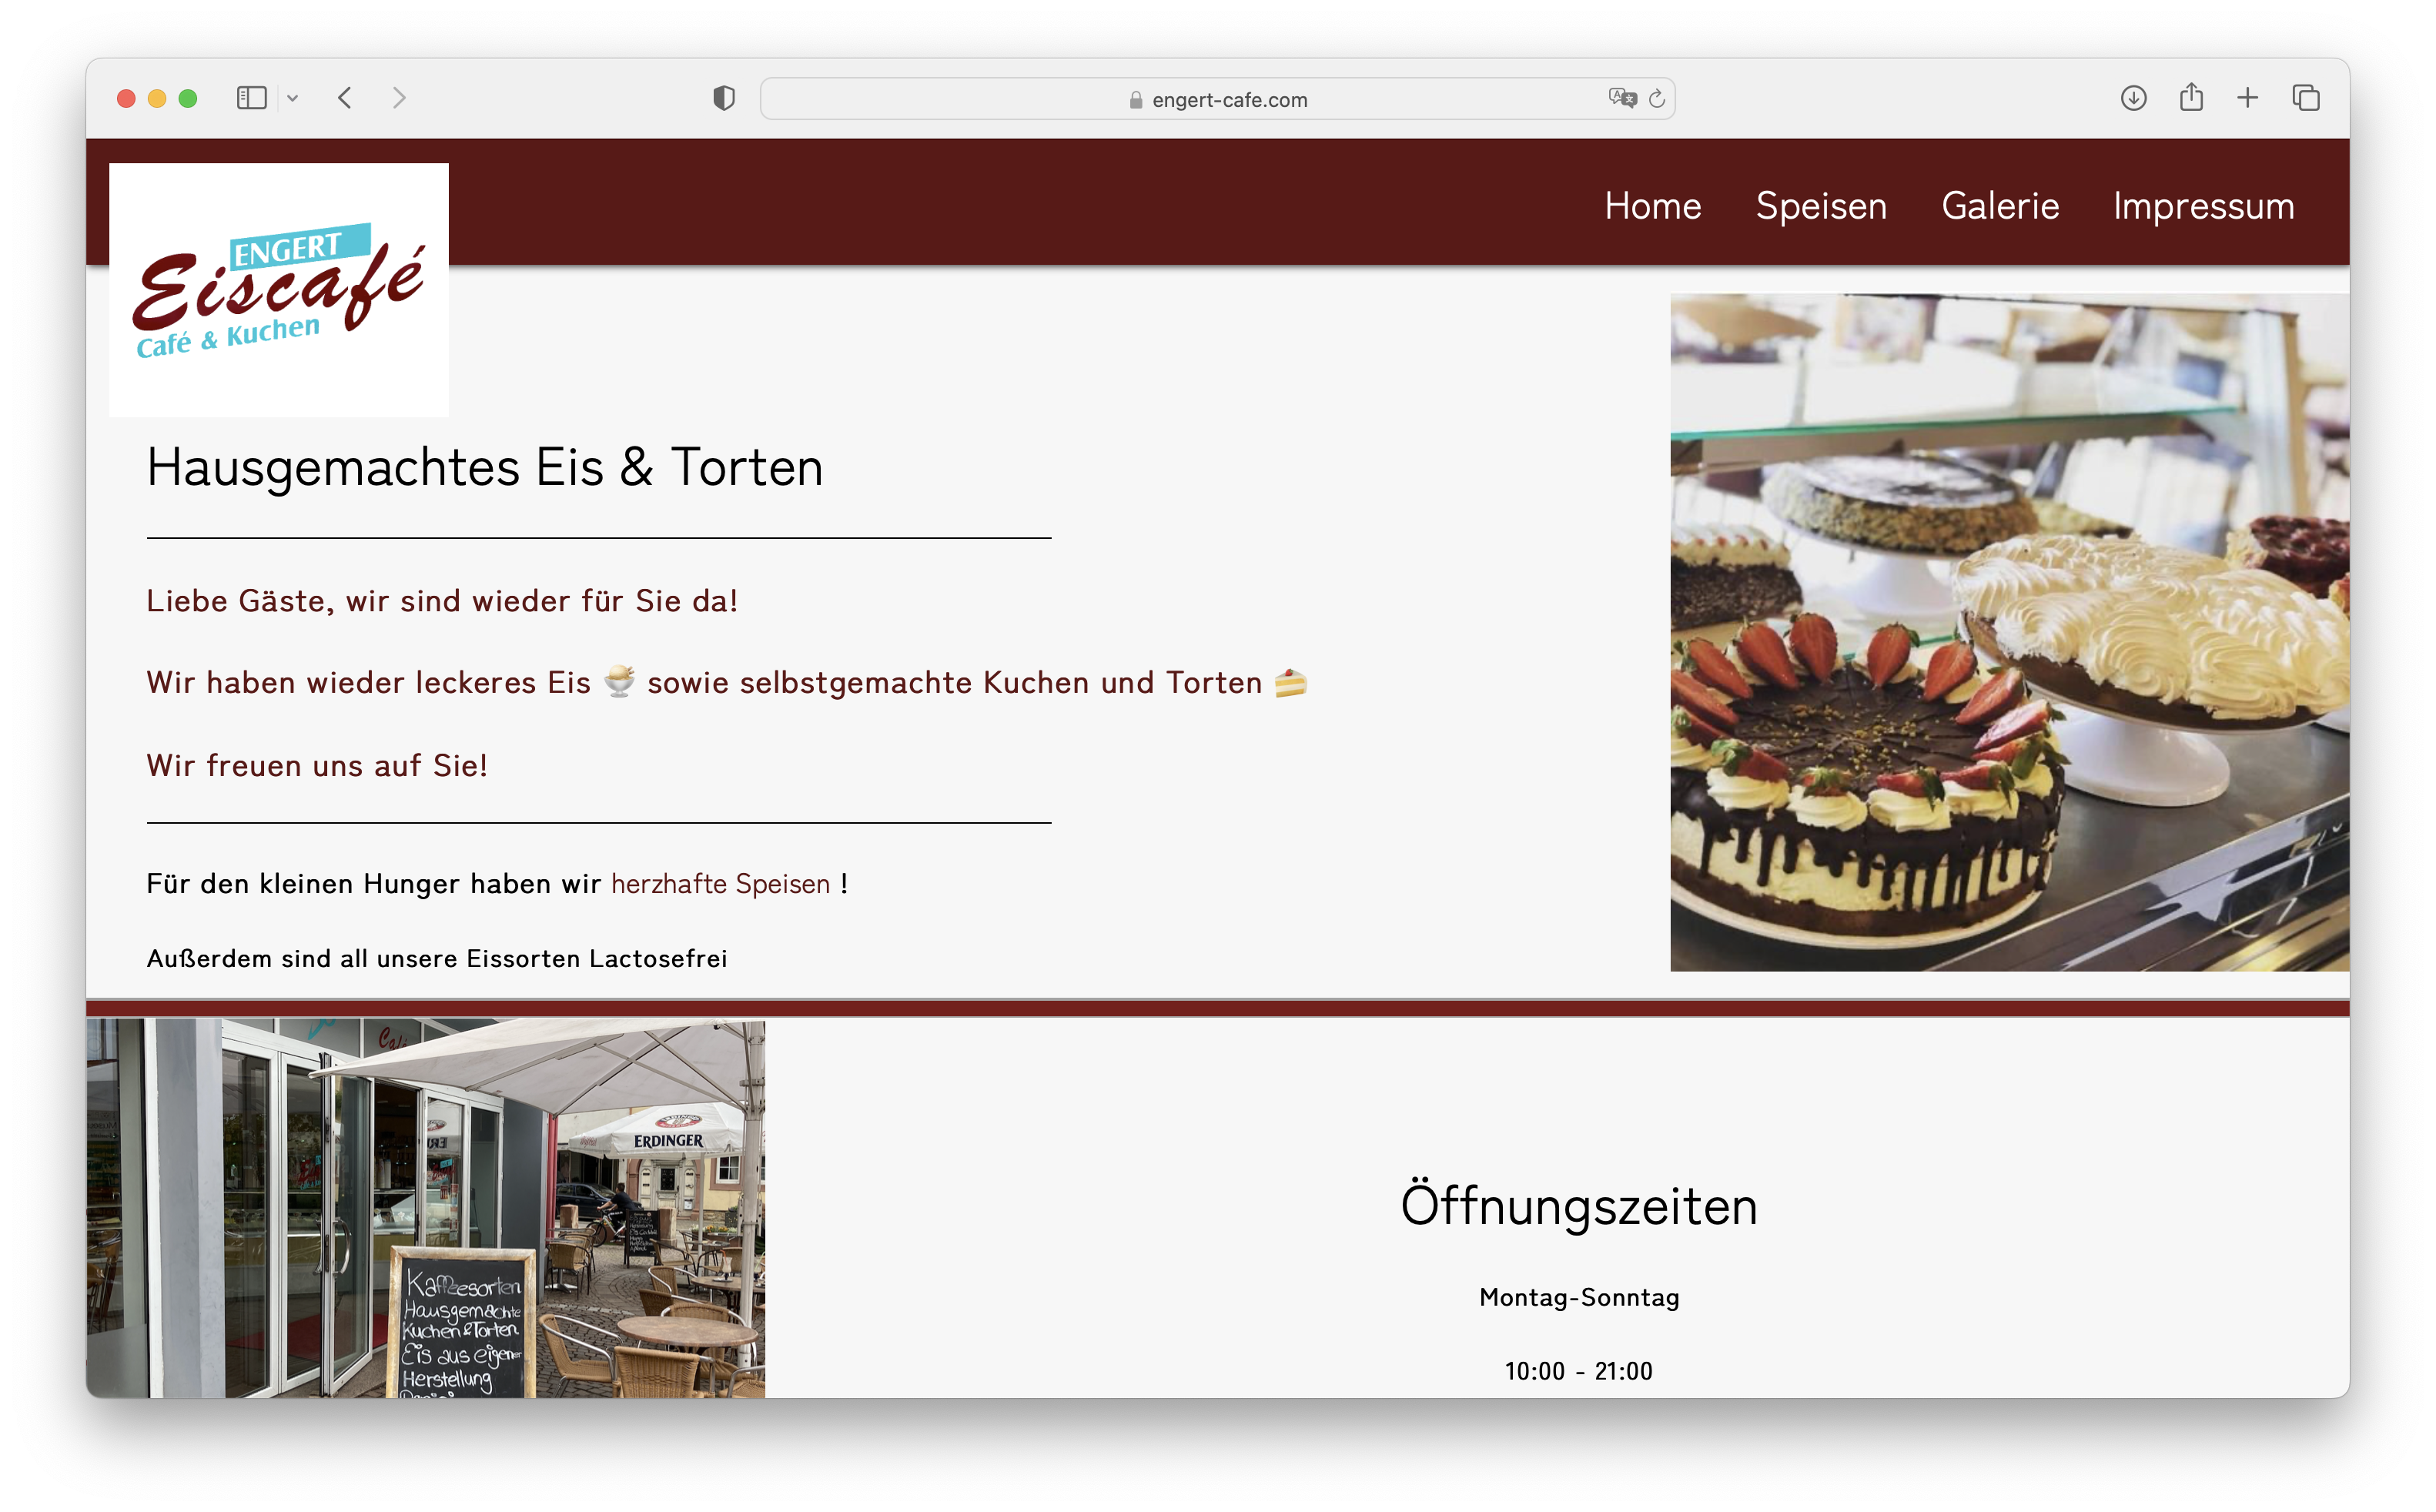 engert-cafe.com
Home Speisen Galerie Impressum
ENGERT
Eiscafé
Café & Kuchen
Hausgemachtes Eis & Torten
Liebe Gäste, wir sind wieder für Sie da!
Wir haben wieder leckeres Eis 🍨 sowie selbstgemachte Kuchen und Torten 🍰
Wir freuen uns auf Sie!
Für den kleinen Hunger haben wir herzhafte Speisen !
Außerdem sind all unsere Eissorten Lactosefrei
Café
ERDINGER
Kaffeesorten
Hausgemachte
Kuchen & Torten
Eis aus eigener
Herstellung
Öffnungszeiten
Montag-Sonntag
10:00 - 21:00